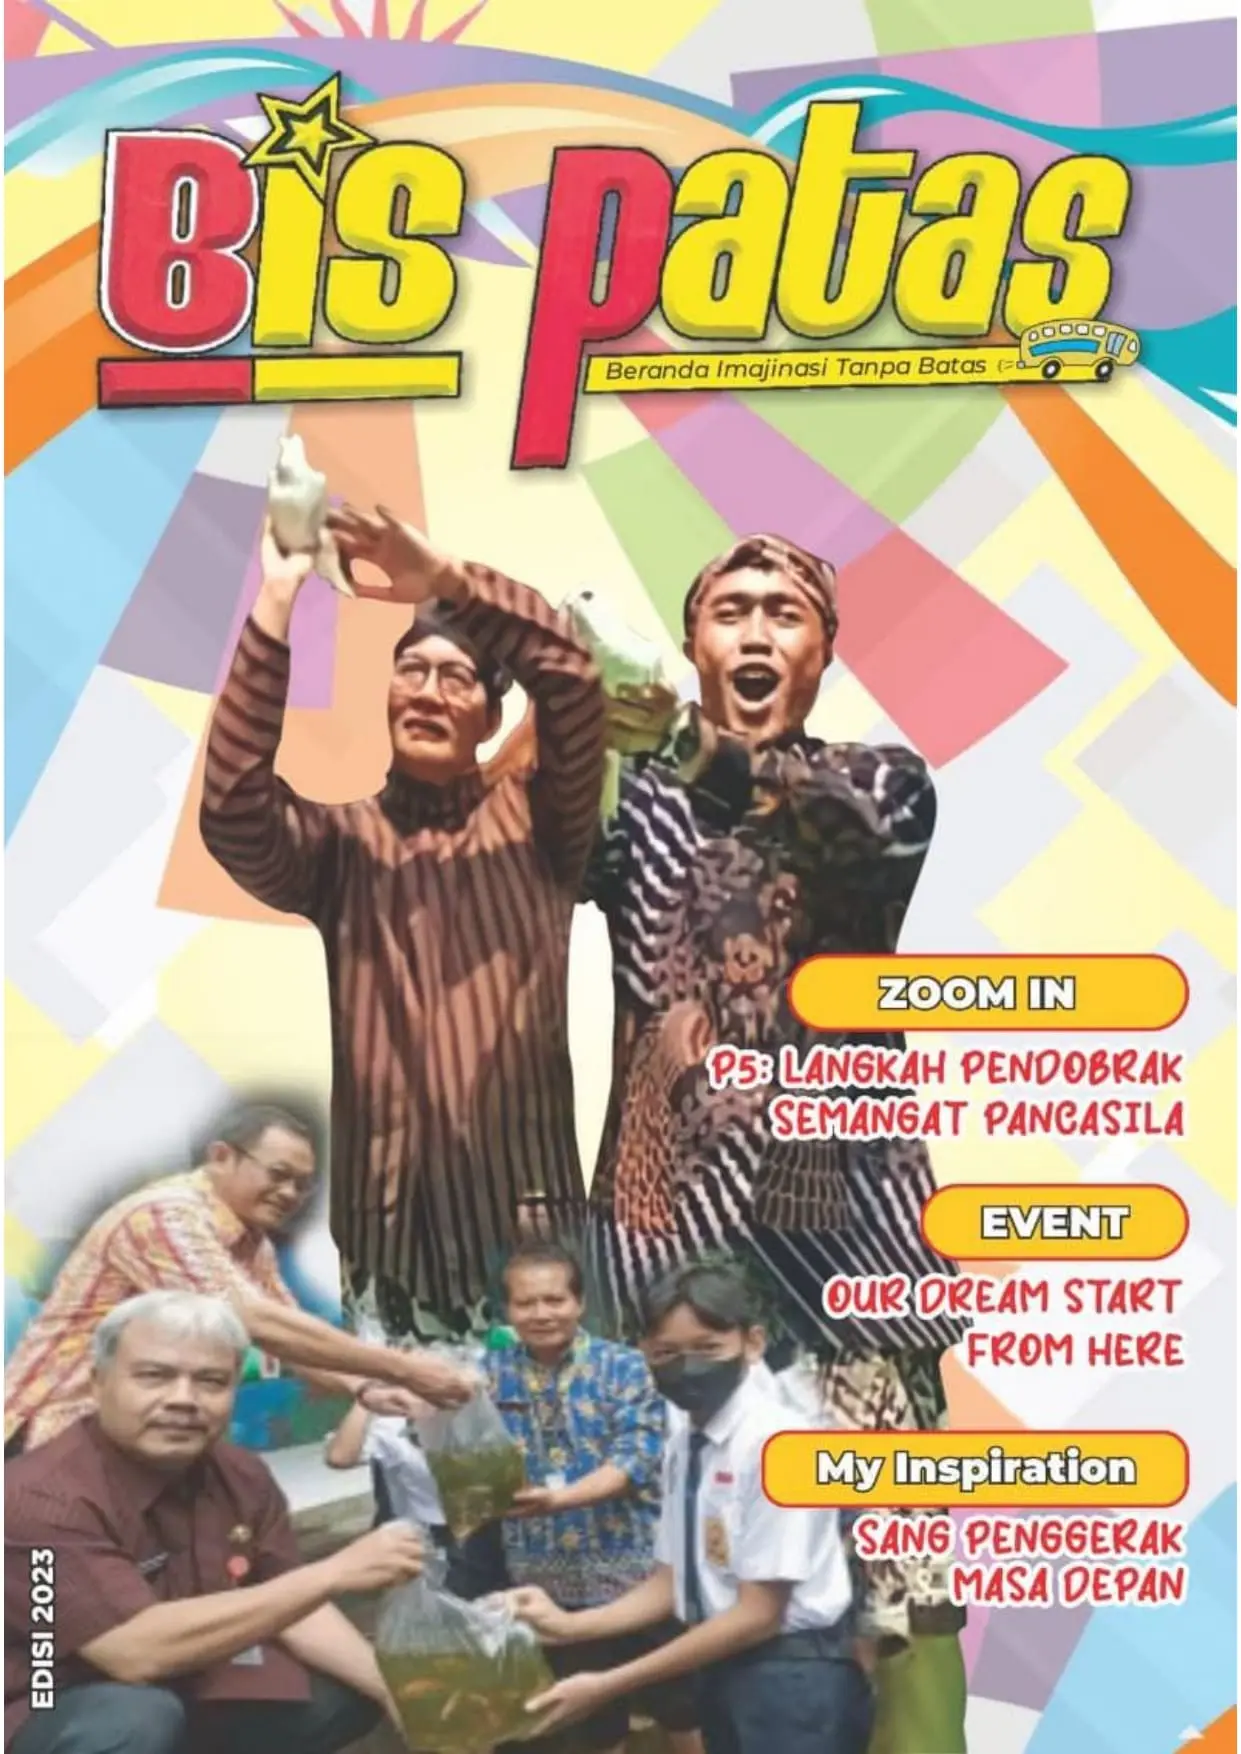 Bis patas
Beranda Imajinasi Tanpa Batas
ZOOM IN
P5: LANGKAH PENDOBRAK
SEMANGAT PANCASILA
EVENT
OUR DREAM START
FROM HERE
My Inspiration
SANG PENGGERAK
MASA DEPAN
EDISI 2023